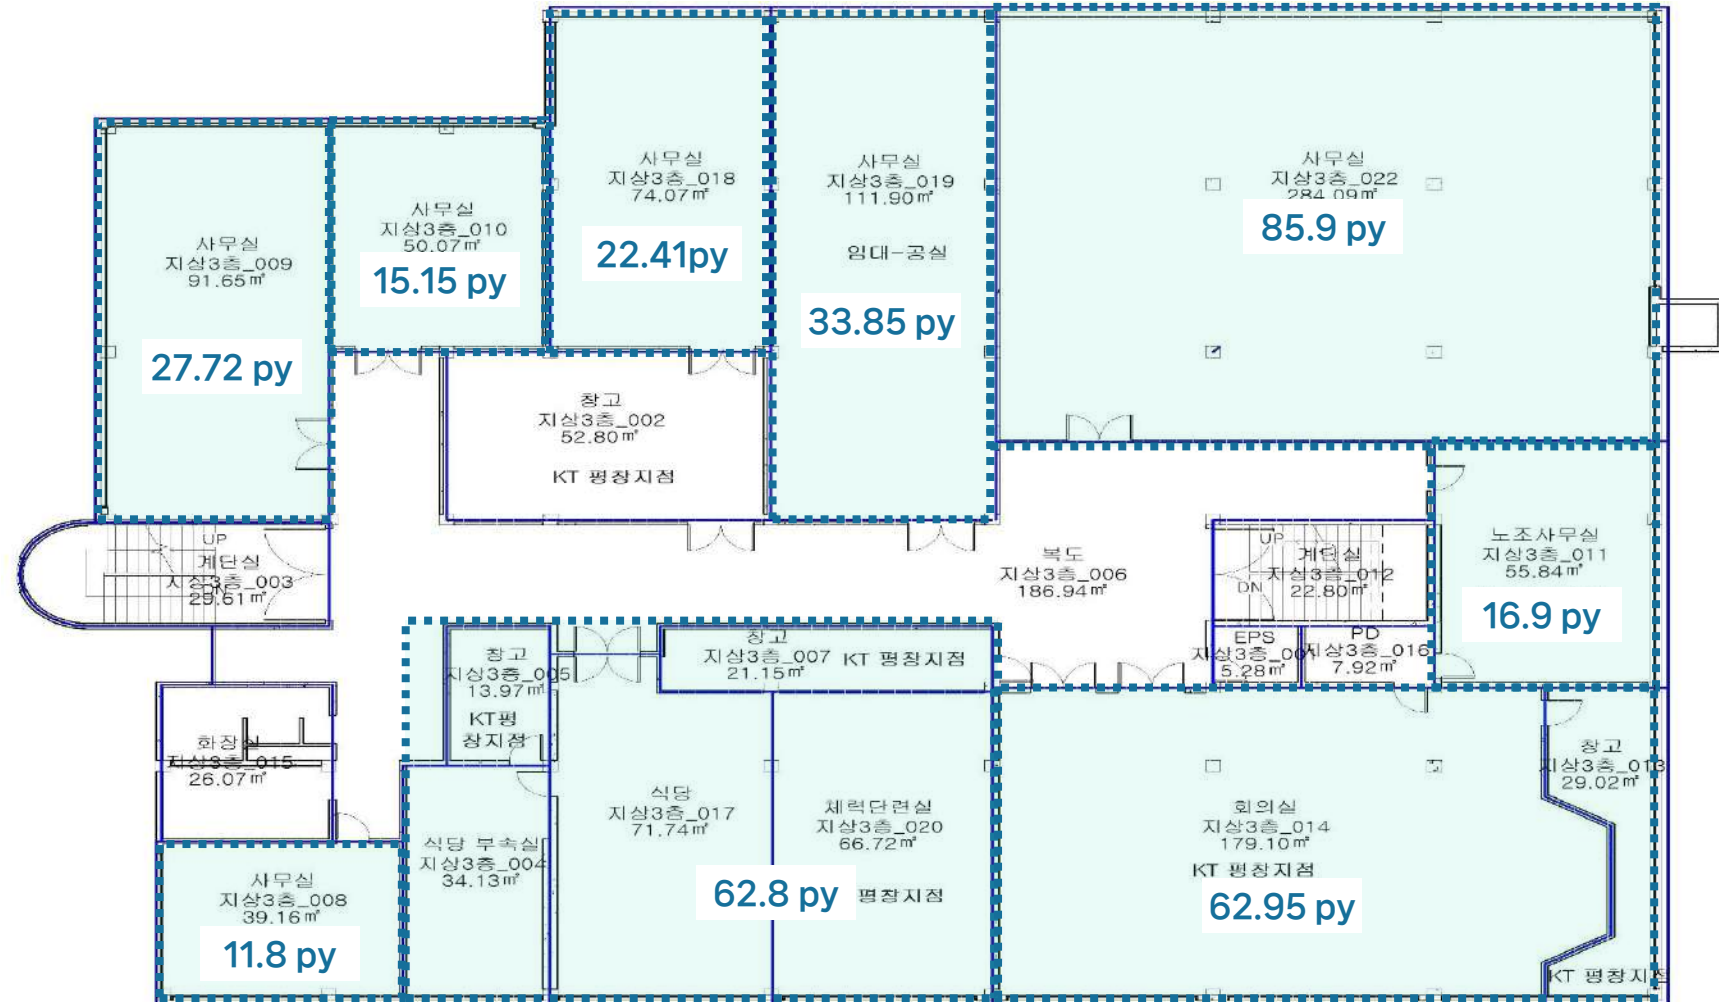 사무실
지상3층_018
74.07㎡
22.41py
사무실
지상3층_019
111.90㎡
임대-공실
33.85 py
사무실
지상3층_022
284.09㎡
85.9 py
사무실
지상3층_010
50.07㎡
15.15 py
사무실
지상3층_009
91.65㎡
27.72 py
창고
지상3층_002
52.80㎡
KT 평창지점
UP
계단실
지상3층_003
DN
29.61㎡
복도
지상3층_006
186.94㎡
UP
계단실
지상3층_012
DN
22.80㎡
노조사무실
지상3층_011
55.84㎡
16.9 py
EPS
지상3층_001
5.28㎡
PD
지상3층_016
7.92㎡
창고
지상3층_005
13.97㎡
KT평
창지점
창고
지상3층_007
21.15㎡
KT 평창지점
화장실
지상3층_015
26.07㎡
식당
지상3층_017
71.74㎡
체력단련실
지상3층_020
66.72㎡
62.8 py
평창지점
식당 부속실
지상3층_004
34.13㎡
회의실
지상3층_014
179.10㎡
KT 평창지점
62.95 py
창고
지상3층_013
29.02㎡
KT 평창지점
사무실
지상3층_008
39.16㎡
11.8 py